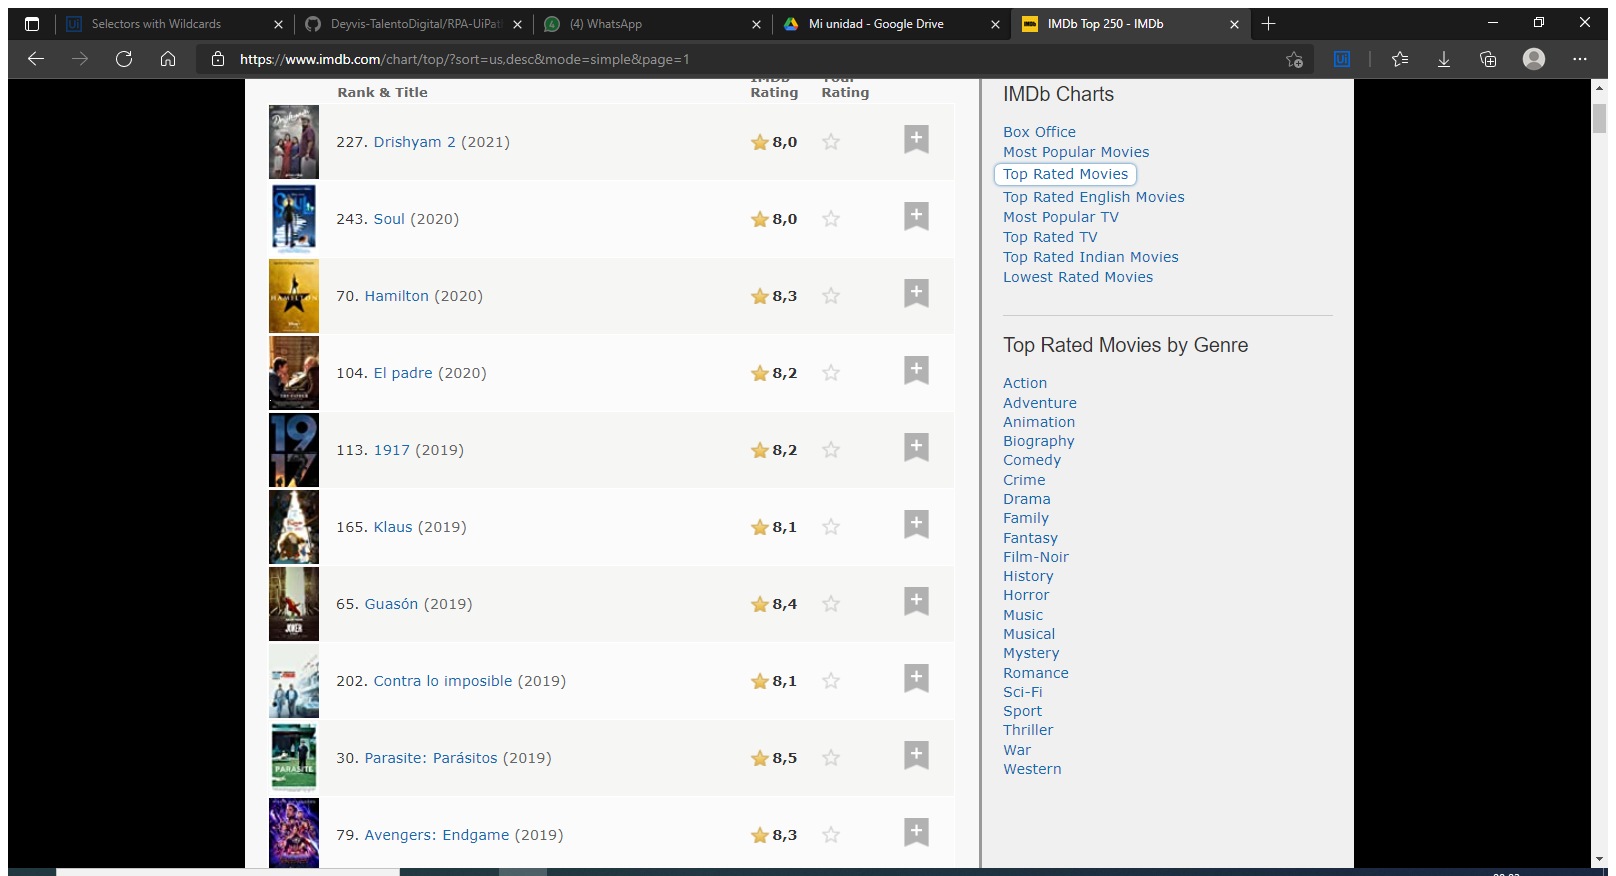 Selectors with Wildcards
Deyvis-TalentoDigital/RPA-UiPat
(4) WhatsApp
Mi unidad - Google Drive
IMDb Top 250 - IMDb
https://www.imdb.com/chart/top/?sort=us,desc&mode=simple&page=1
Rank & Title
IMDb Rating
Your Rating
227. Drishyam 2 (2021) 8,0
243. Soul (2020) 8,0
70. Hamilton (2020) 8,3
104. El padre (2020) 8,2
113. 1917 (2019) 8,2
165. Klaus (2019) 8,1
65. Guasón (2019) 8,4
202. Contra lo imposible (2019) 8,1
30. Parasite: Parásitos (2019) 8,5
79. Avengers: Endgame (2019) 8,3
IMDb Charts
Box Office
Most Popular Movies
Top Rated Movies
Top Rated English Movies
Most Popular TV
Top Rated TV
Top Rated Indian Movies
Lowest Rated Movies
Top Rated Movies by Genre
Action
Adventure
Animation
Biography
Comedy
Crime
Drama
Family
Fantasy
Film-Noir
History
Horror
Music
Musical
Mystery
Romance
Sci-Fi
Sport
Thriller
War
Western